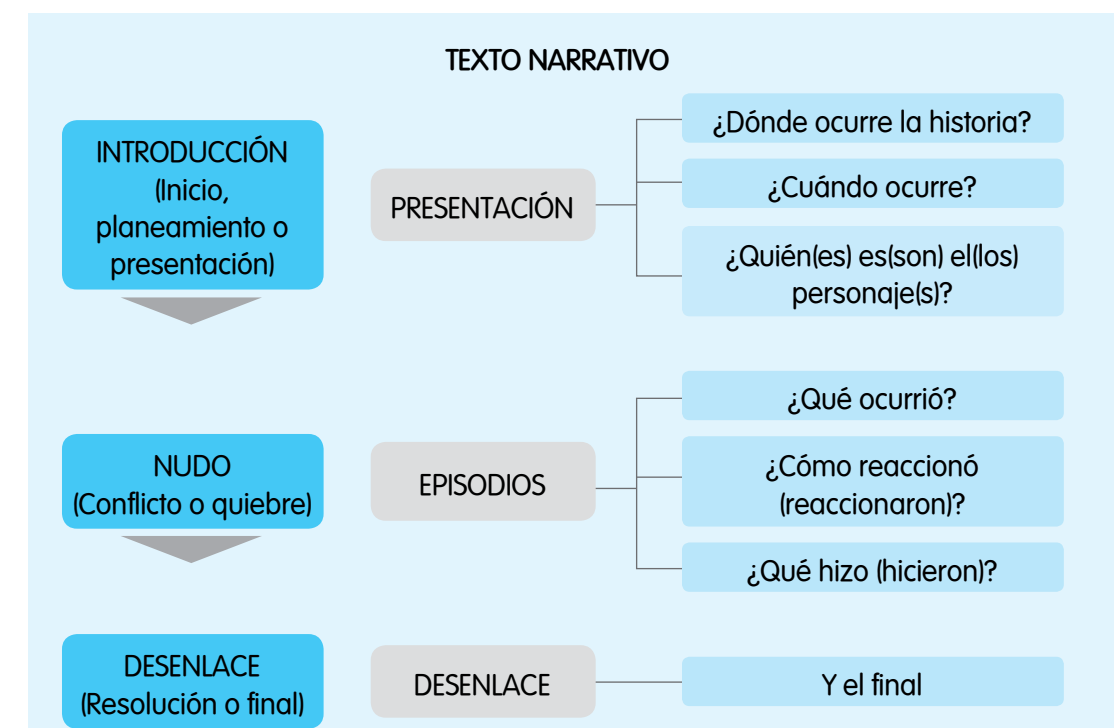 TEXTO NARRATIVO
INTRODUCCIÓN
(Inicio,
planeamiento o
presentación)
PRESENTACIÓN
¿Dónde ocurre la historia?
¿Cuándo ocurre?
¿Quién(es) es(son) el(los)
personaje(s)?
NUDO
(Conflicto o quiebre)
EPISODIOS
¿Qué ocurrió?
¿Cómo reaccionó
(reaccionaron)?
¿Qué hizo (hicieron)?
DESENLACE
(Resolución o final)
DESENLACE
Y el final